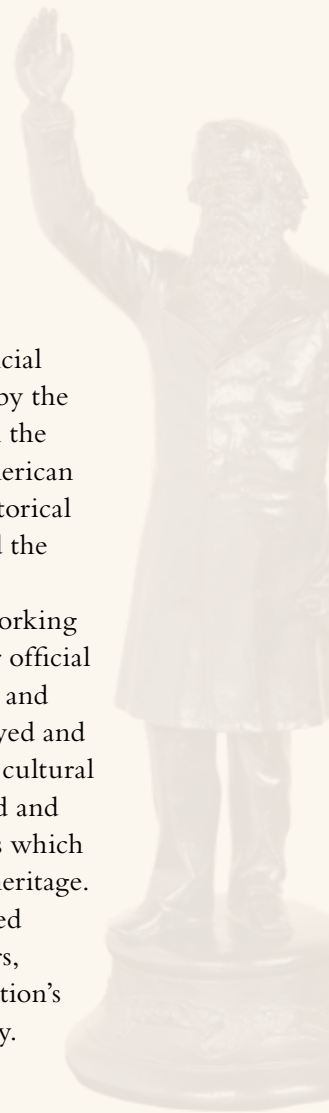 cial
by the
the
erican
torical
the
orking
official
and
yed and
cultural
d and
s which
eritage.
ed
rs,
tion's
y.